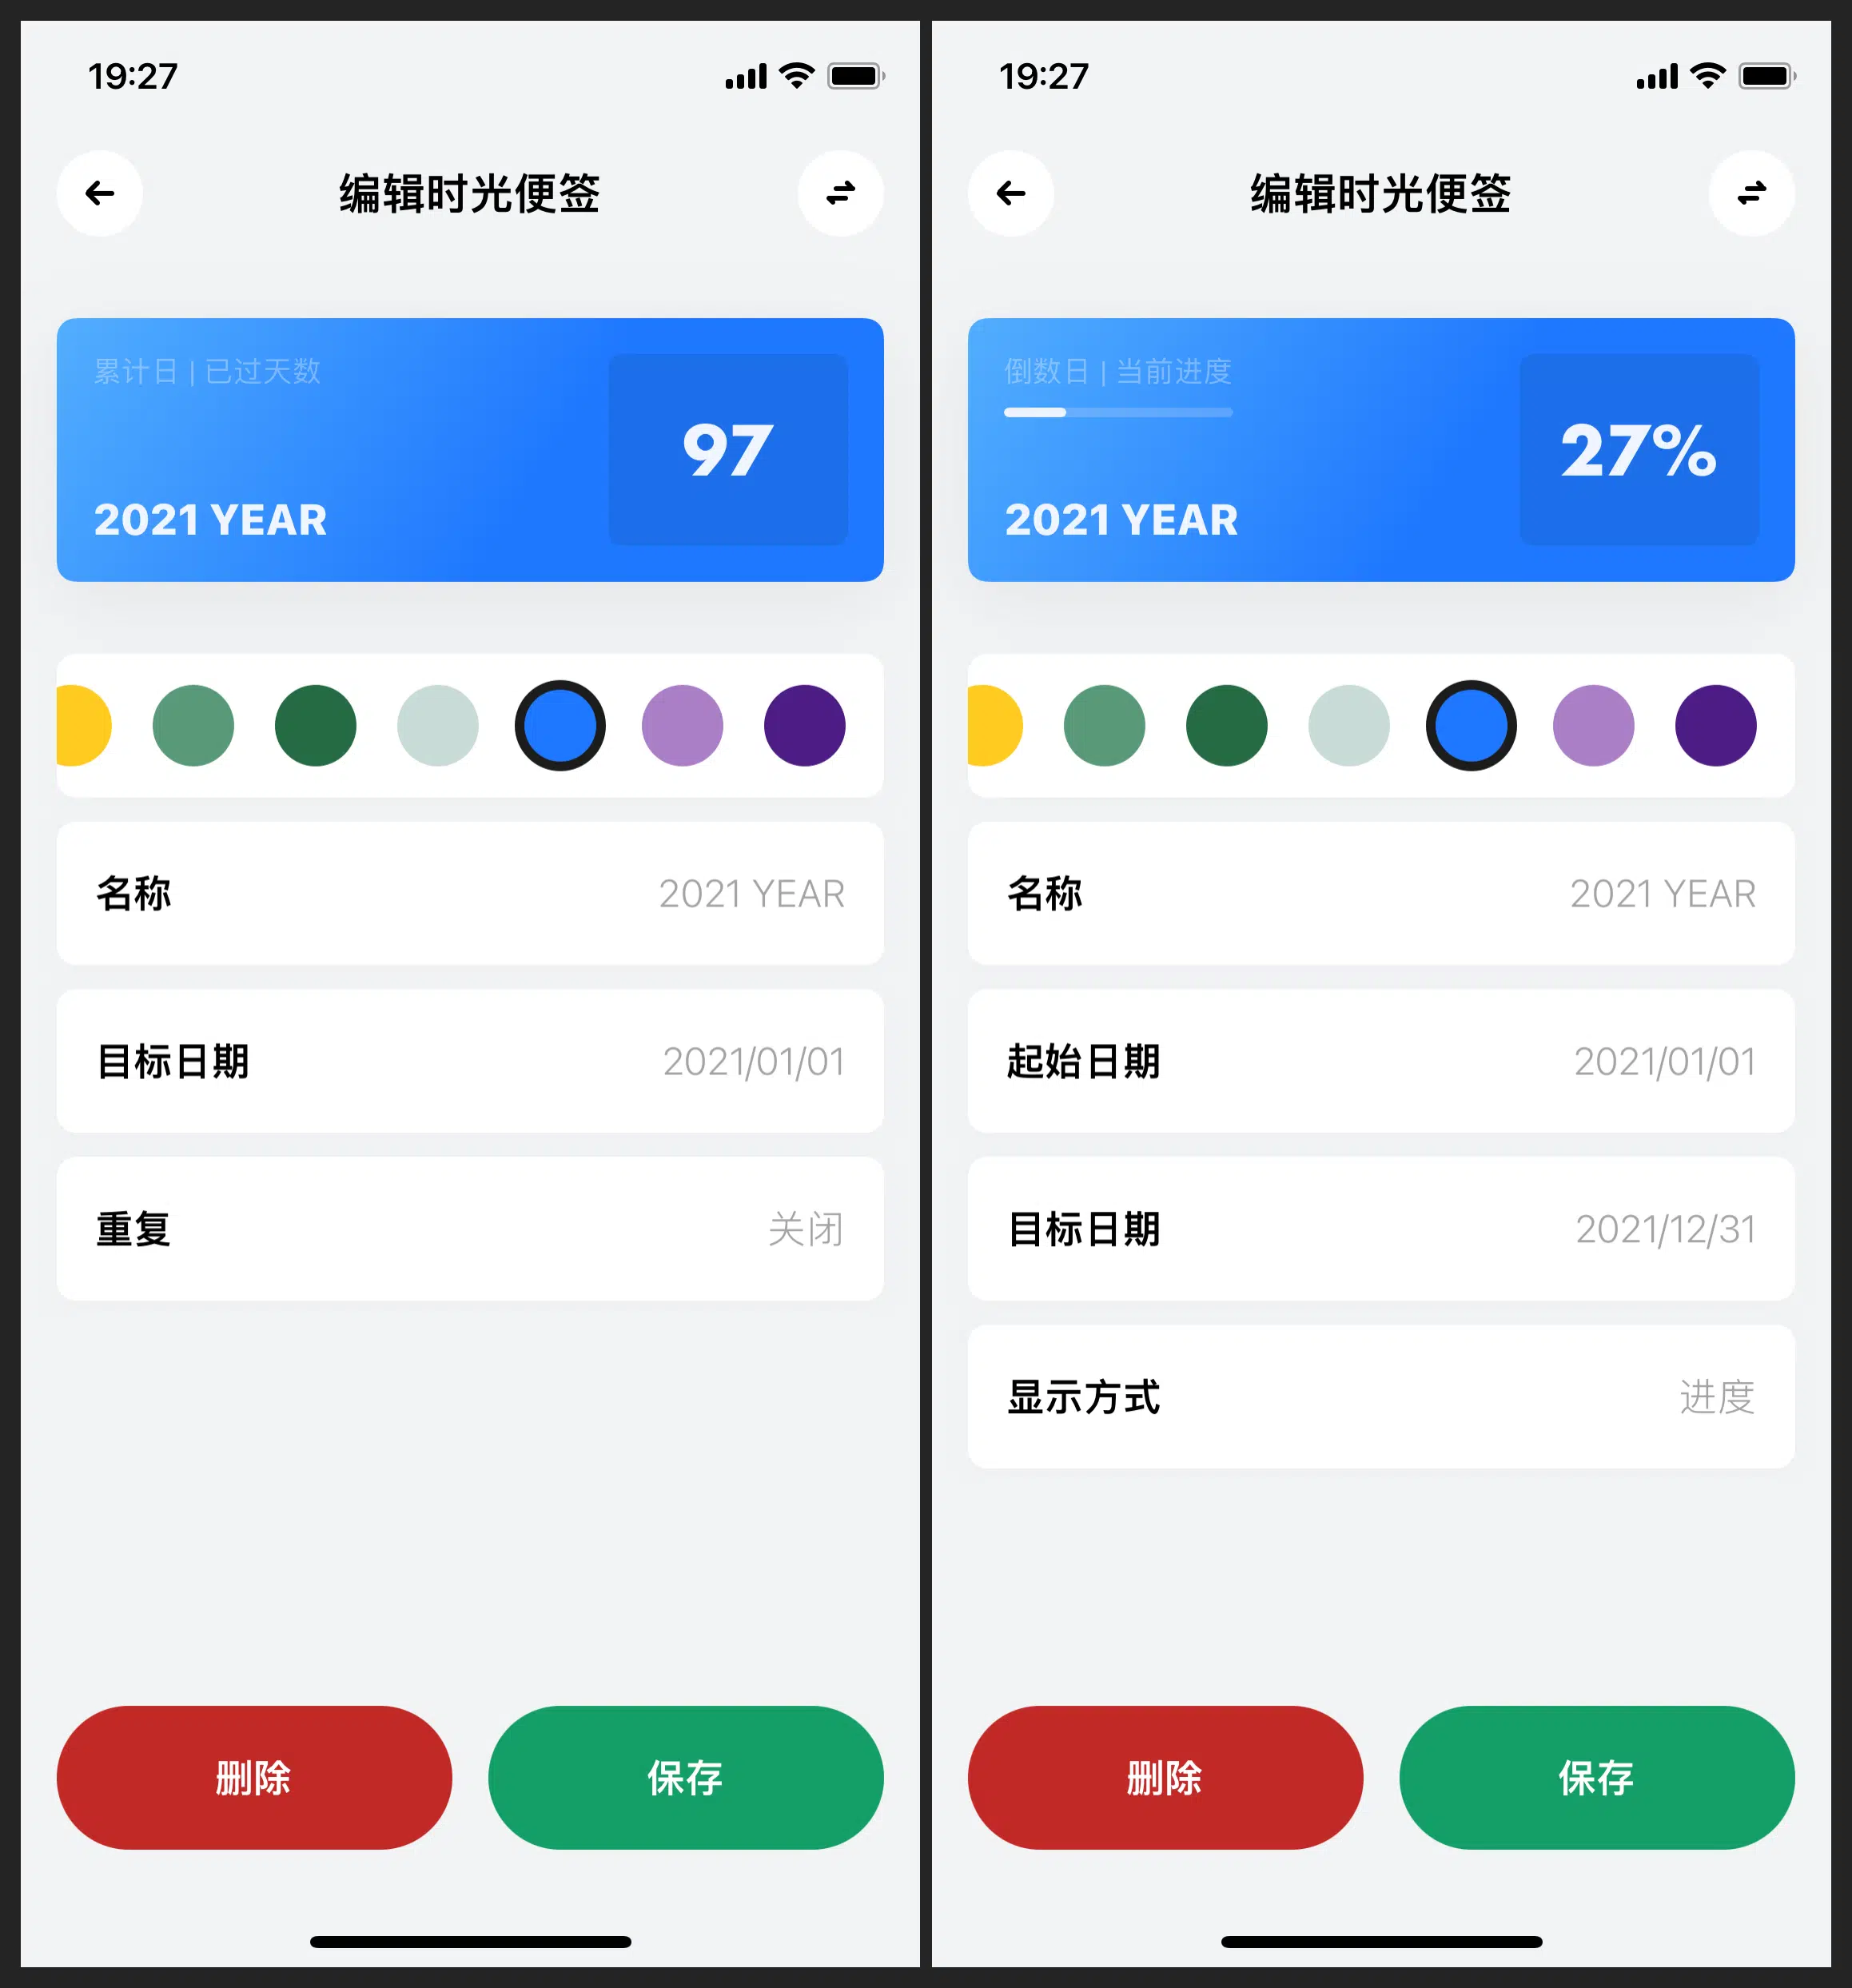 19:27
编辑时光便签
累计日 | 已过天数
97
2021 YEAR
名称 2021 YEAR
目标日期 2021/01/01
重复 关闭
删除 保存
19:27
编辑时光便签
倒数日 | 当前进度
27%
2021 YEAR
名称 2021 YEAR
起始日期 2021/01/01
目标日期 2021/12/31
显示方式 进度
删除 保存